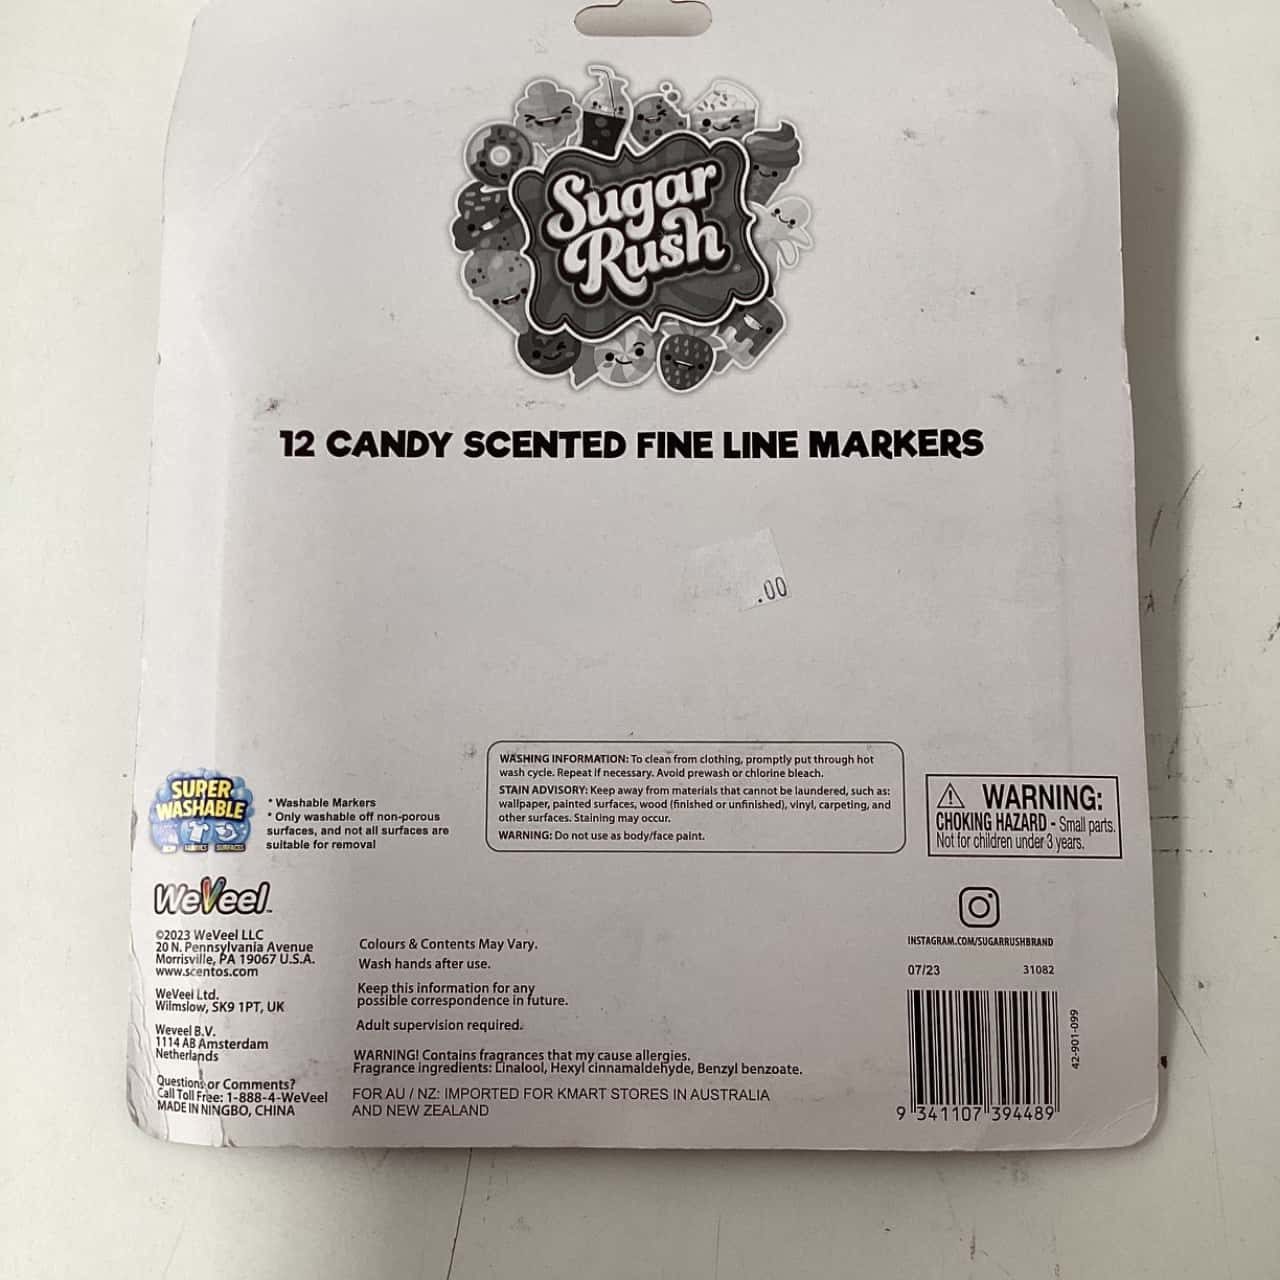 Sugar
Rush
12 CANDY SCENTED FINE LINE MARKERS
.00
SUPER
WASHABLE
SKIN FABRICS SURFACES
* Washable Markers
* Only washable off non-porous
surfaces, and not all surfaces are
suitable for removal
WASHING INFORMATION: To clean from clothing, promptly put through hot
wash cycle. Repeat if necessary. Avoid prewash or chlorine bleach.
STAIN ADVISORY: Keep away from materials that cannot be laundered, such as:
wallpaper, painted surfaces, wood (finished or unfinished), vinyl, carpeting, and
other surfaces. Staining may occur.
WARNING: Do not use as body/face paint.
WARNING:
CHOKING HAZARD - Small parts.
Not for children under 3 years.
WeVeel™
©2023 WeVeel LLC
20 N. Pennsylvania Avenue
Morrisville, PA 19067 U.S.A.
www.scentos.com
WeVeel Ltd.
Wilmslow, SK9 1PT, UK
Weveel B.V.
1114 AB Amsterdam
Netherlands
Questions or Comments?
Call Toll Free: 1-888-4-WeVeel
MADE IN NINGBO, CHINA
Colours & Contents May Vary.
Wash hands after use.
Keep this information for any
possible correspondence in future.
Adult supervision required.
WARNING! Contains fragrances that my cause allergies.
Fragrance ingredients: Linalool, Hexyl cinnamaldehyde, Benzyl benzoate.
FOR AU / NZ: IMPORTED FOR KMART STORES IN AUSTRALIA
AND NEW ZEALAND
INSTAGRAM.COM/SUGARRUSHBRAND
07/23 31082
42-901-099
9 341107 394489